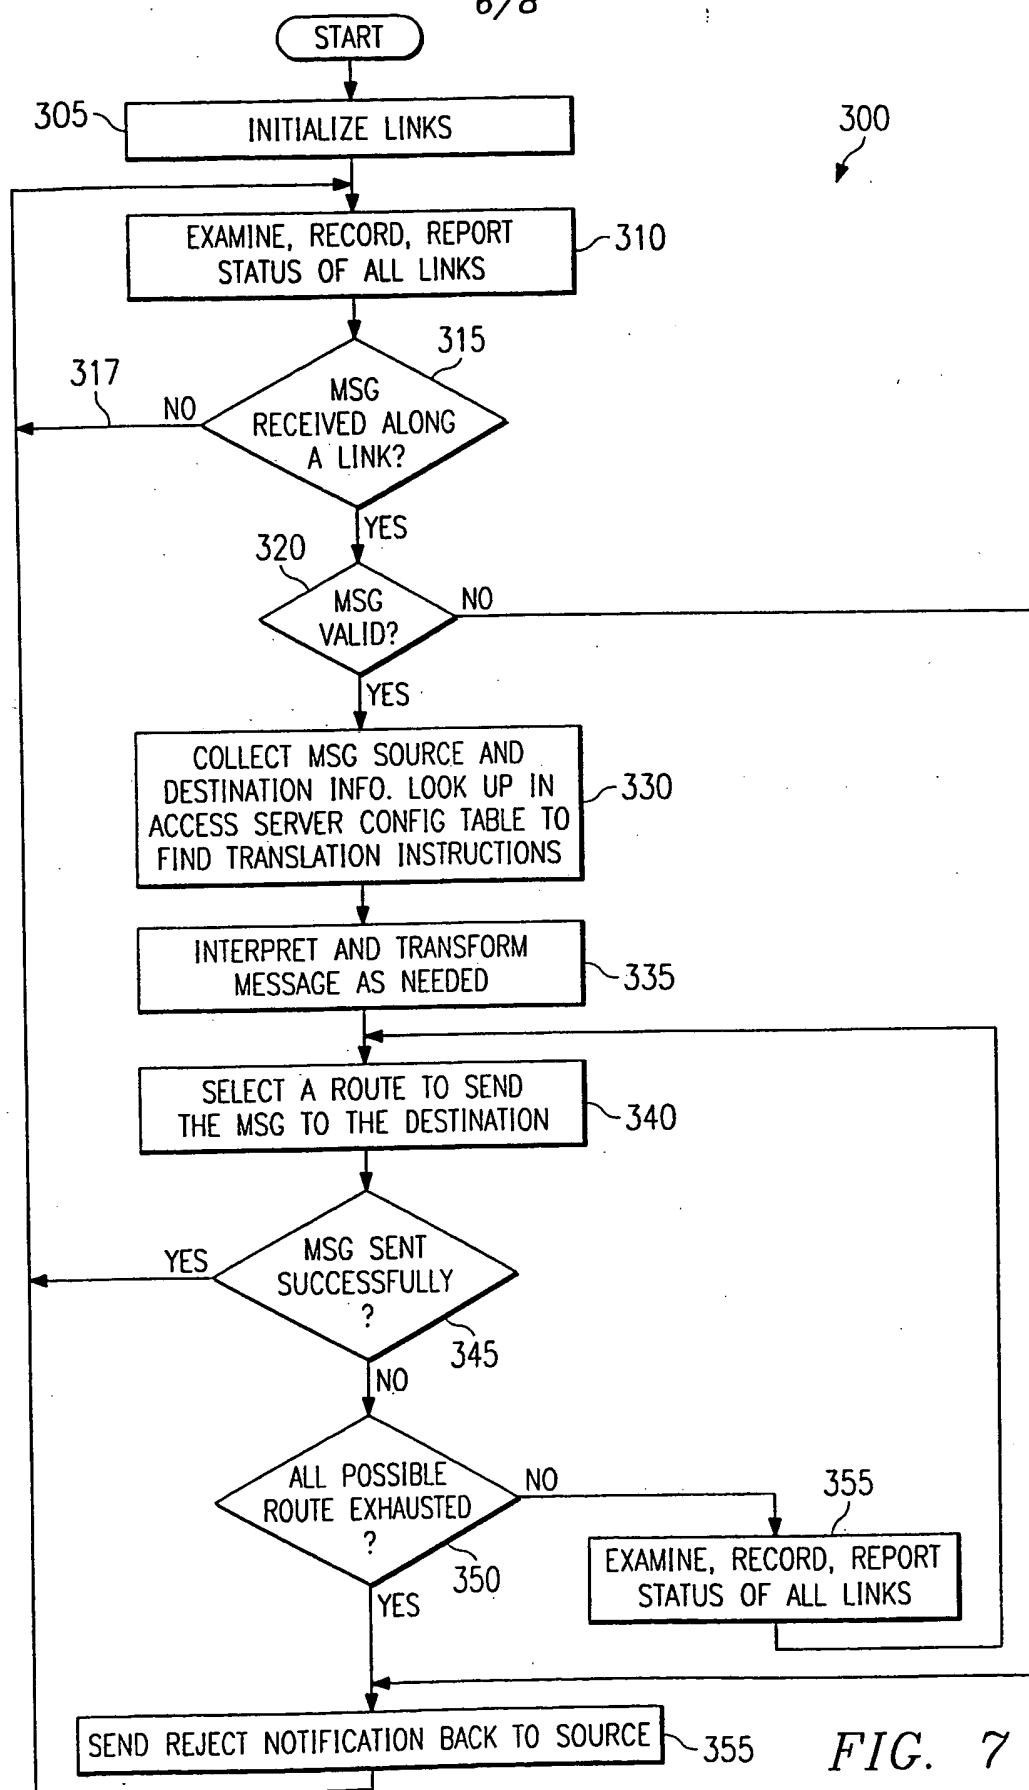 6/8
START
305
INITIALIZE LINKS
300
EXAMINE, RECORD, REPORT
STATUS OF ALL LINKS
310
315
317
NO
MSG
RECEIVED ALONG
A LINK?
YES
320
MSG
VALID?
NO
YES
COLLECT MSG SOURCE AND
DESTINATION INFO. LOOK UP IN
ACCESS SERVER CONFIG TABLE TO
FIND TRANSLATION INSTRUCTIONS
330
INTERPRET AND TRANSFORM
MESSAGE AS NEEDED
335
SELECT A ROUTE TO SEND
THE MSG TO THE DESTINATION
340
YES
MSG SENT
SUCCESSFULLY
?
345
NO
ALL POSSIBLE
ROUTE EXHAUSTED
?
350
NO
355
EXAMINE, RECORD, REPORT
STATUS OF ALL LINKS
YES
SEND REJECT NOTIFICATION BACK TO SOURCE
355
FIG. 7